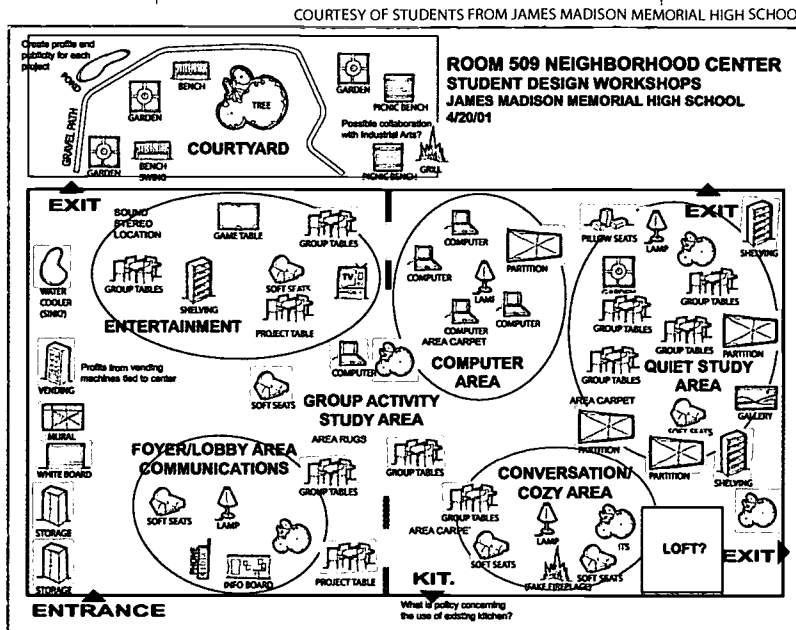 COURTESY OF STUDENTS FROM JAMES MADISON MEMORIAL HIGH SCHOO
Create profile and
publicity for each
project
POND
GRAVEL PATH
BENCH
GARDEN
TREE
GARDEN
BENCH
SWING
COURTYARD
GARDEN
PICNIC BENCH
Possible collaboration
with Industrial Arts?
PICNIC BENCH
GRILL
ROOM 509 NEIGHBORHOOD CENTER
STUDENT DESIGN WORKSHOPS
JAMES MADISON MEMORIAL HIGH SCHOOL
4/20/01
EXIT
SOUND
STEREO
LOCATION
GAME TABLE
GROUP TABLES
WATER
COOLER
(SINK?)
GROUP TABLES
SHELVING
SOFT SEATS
TV
PROJECT TABLE
ENTERTAINMENT
COMPUTER
COMPUTER
LAMP
PARTITION
COMPUTER
COMPUTER
AREA CARPET
COMPUTER
AREA
EXIT
PILLOW SEATS
LAMP
SHELVING
GARDEN
GROUP TABLES
GROUP TABLES
GROUP TABLES
PARTITION
GROUP TABLES
QUIET STUDY
AREA
AREA CARPET
SOFT SEATS
GALLERY
PARTITION
PARTITION
SHELVING
VENDING
Profits from vending
machines tied to center
COMPUTER
SOFT SEATS
GROUP ACTIVITY
STUDY AREA
AREA RUGS
MURAL
WHITE BOARD
STORAGE
STORAGE
FOYER/LOBBY AREA
COMMUNICATIONS
GROUP TABLES
SOFT SEATS
LAMP
PHONE
INFO BOARD
PROJECT TABLE
GROUP TABLES
CONVERSATION/
COZY AREA
GROUP TABLES
AREA CARPE
LAMP
SOFT SEATS
(FAKE FIREPLACE)
SOFT SEATS
LOFT?
EXIT
ENTRANCE
KIT.
What is policy concerning
the use of existing kitchen?